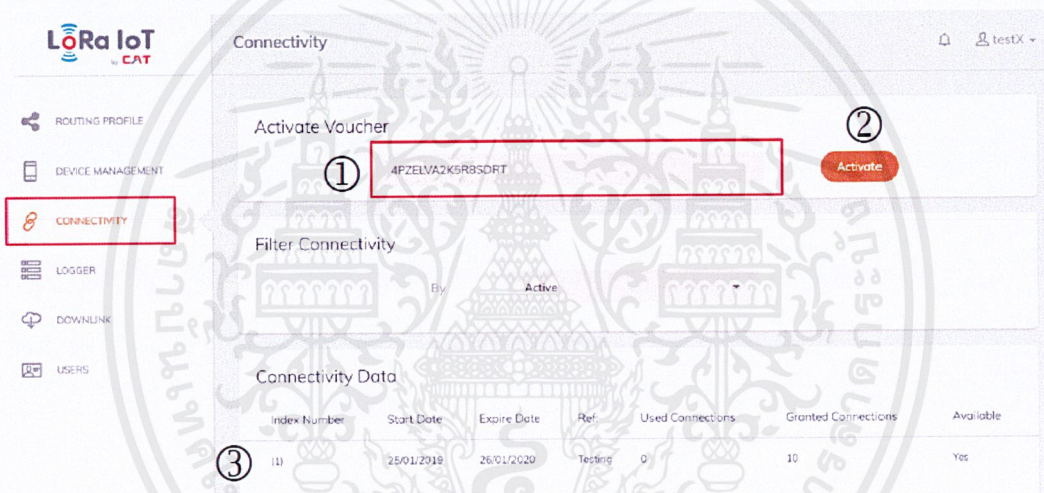 LoRa IoT
by CAT
Connectivity
testX
ROUTING PROFILE
DEVICE MANAGEMENT
CONNECTIVITY
LOGGER
DOWNLINK
USERS
Activate Voucher
① 4PZELVA2K5R8SDRT
② Activate
Filter Connectivity
By Active
Connectivity Data
Index Number Start Date Expire Date Ref. Used Connections Granted Connections Available
③ (1) 25/01/2019 26/01/2020 Testing 0 10 Yes